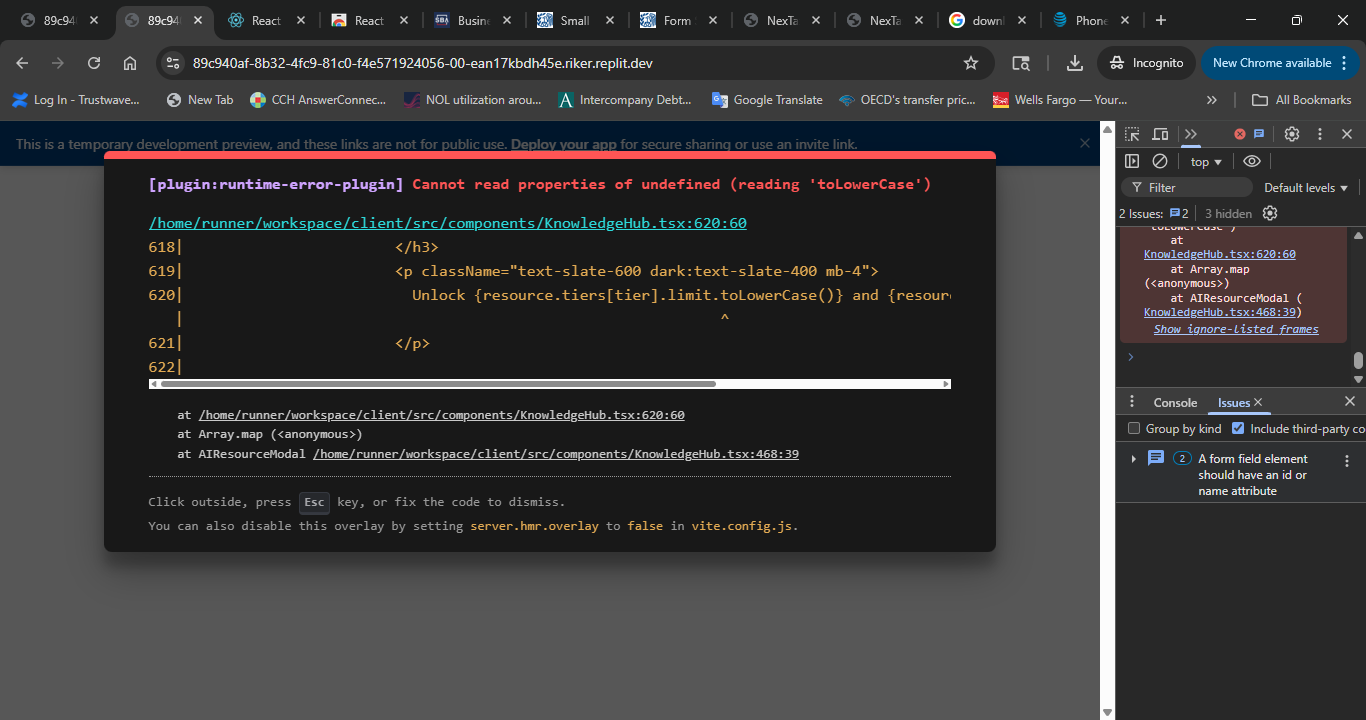 89c94
89c94
React
React
Busin
Small
Form
NexTa
NexTa
downl
Phone
89c940af-8b32-4fc9-81c0-f4e571924056-00-ean17kbdh45e.riker.replit.dev
Incognito
New Chrome available
Log In - Trustwave...
New Tab
CCH AnswerConnec...
NOL utilization arou...
Intercompany Debt...
Google Translate
OECD's transfer pric...
Wells Fargo — Your...
»
All Bookmarks
This is a temporary development preview, and these links are not for public use. Deploy your app for secure sharing or use an invite link.
[plugin:runtime-error-plugin] Cannot read properties of undefined (reading 'toLowerCase')
/home/runner/workspace/client/src/components/KnowledgeHub.tsx:620:60
618| </h3>
619| <p className="text-slate-600 dark:text-slate-400 mb-4">
620| Unlock {resource.tiers[tier].limit.toLowerCase()} and {resour
| ^
621| </p>
622|
at /home/runner/workspace/client/src/components/KnowledgeHub.tsx:620:60
at Array.map (<anonymous>)
at AIResourceModal /home/runner/workspace/client/src/components/KnowledgeHub.tsx:468:39
Click outside, press Esc key, or fix the code to dismiss.
You can also disable this overlay by setting server.hmr.overlay to false in vite.config.js.
top
Filter
Default levels
2 Issues: 2
3 hidden
toLowerCase')
at
KnowledgeHub.tsx:620:60
at Array.map
(<anonymous>)
at AIResourceModal (
KnowledgeHub.tsx:468:39)
Show ignore-listed frames
Console
Issues
Group by kind
Include third-party co
2
A form field element
should have an id or
name attribute